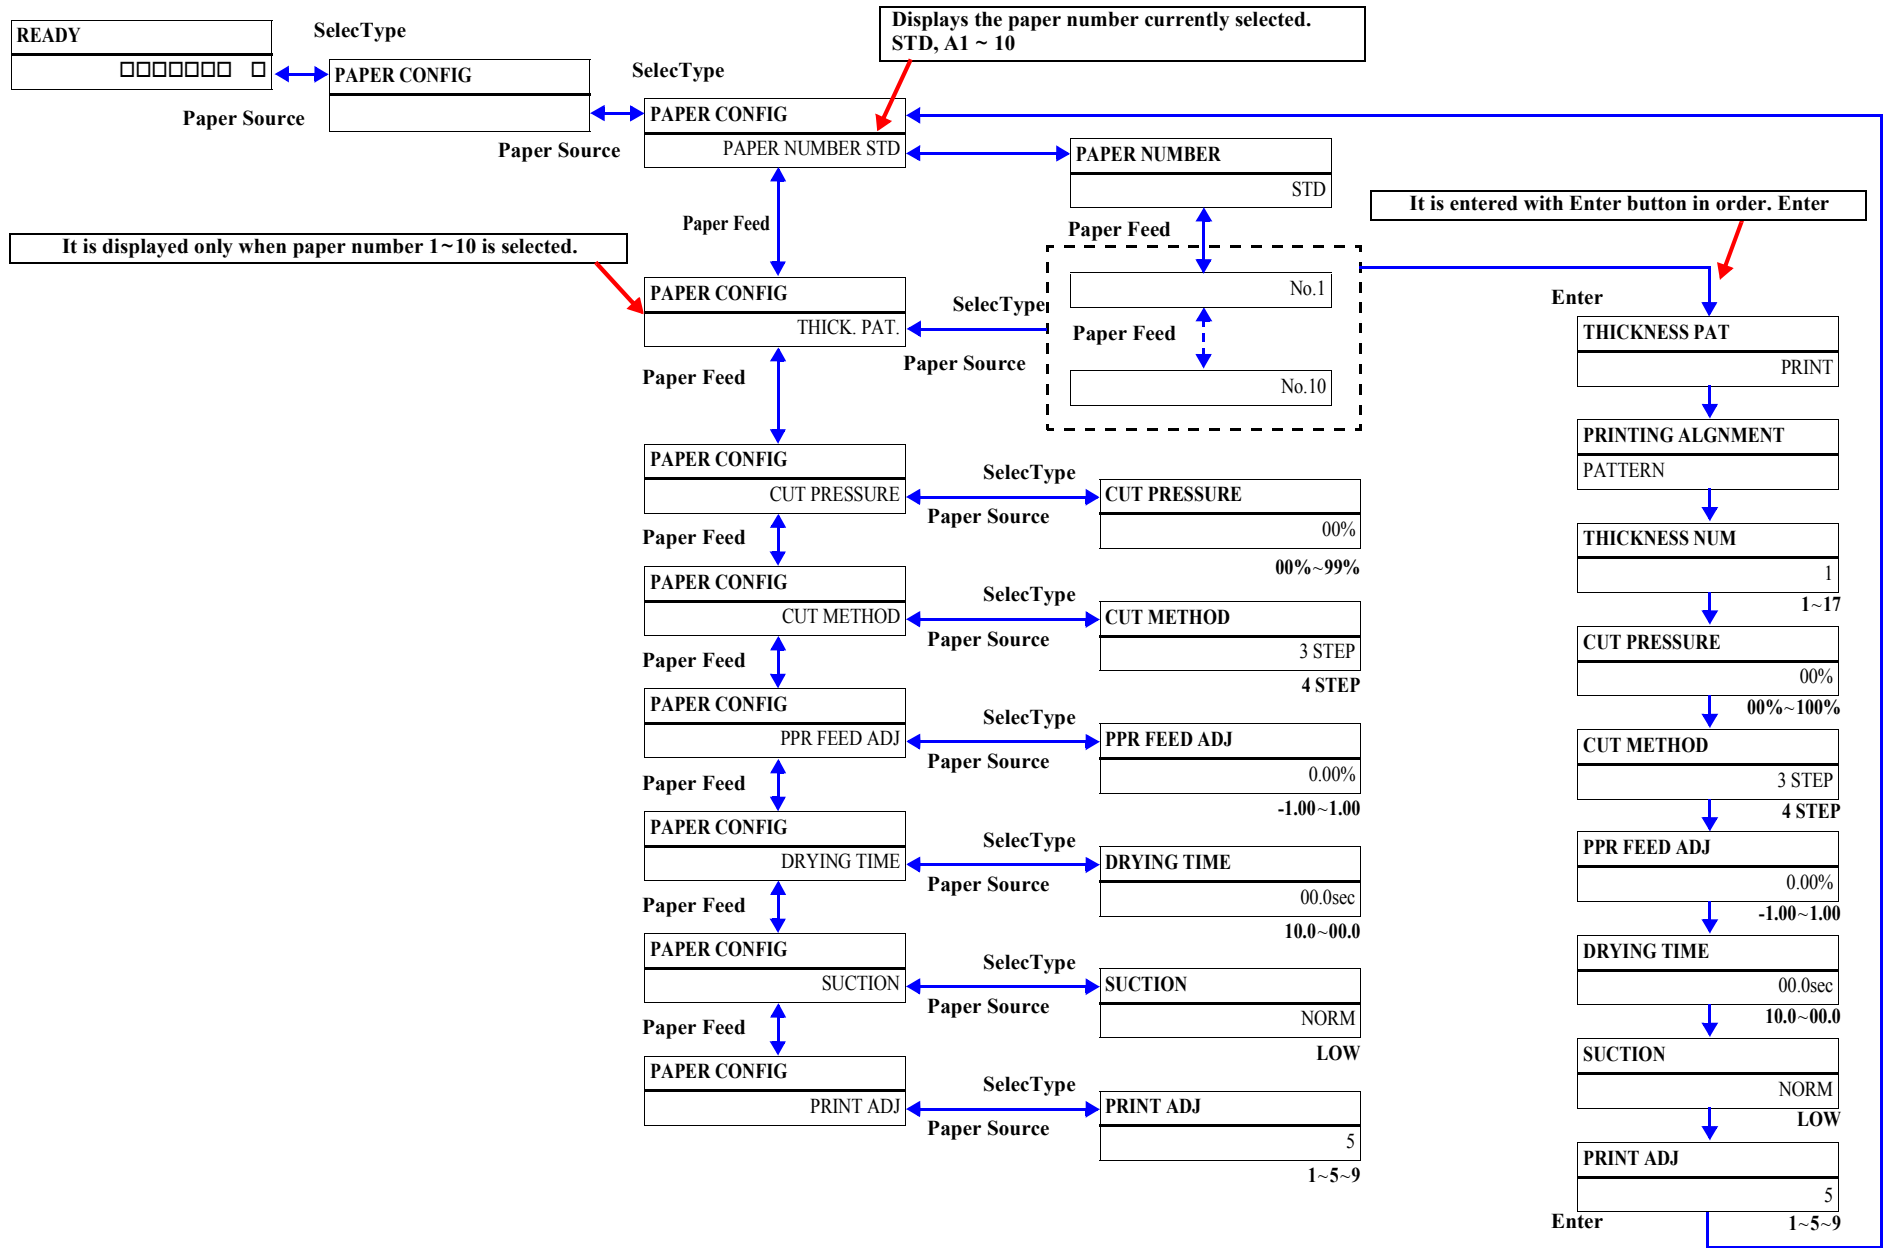 READY
□□□□□□□ □
SelecType
Paper Source
PAPER CONFIG
SelecType
Paper Source
Displays the paper number currently selected.
STD, A1 ~ 10
PAPER CONFIG
PAPER NUMBER STD
PAPER NUMBER
STD
Paper Feed
Paper Feed
It is entered with Enter button in order. Enter
It is displayed only when paper number 1~10 is selected.
PAPER CONFIG
THICK. PAT.
SelecType
Paper Source
No.1
Paper Feed
No.10
Paper Feed
PAPER CONFIG
CUT PRESSURE
SelecType
Paper Source
CUT PRESSURE
00%
00%~99%
Paper Feed
PAPER CONFIG
CUT METHOD
SelecType
Paper Source
CUT METHOD
3 STEP
4 STEP
Paper Feed
PAPER CONFIG
PPR FEED ADJ
SelecType
Paper Source
PPR FEED ADJ
0.00%
-1.00~1.00
Paper Feed
PAPER CONFIG
DRYING TIME
SelecType
Paper Source
DRYING TIME
00.0sec
10.0~00.0
Paper Feed
PAPER CONFIG
SUCTION
SelecType
Paper Source
SUCTION
NORM
LOW
Paper Feed
PAPER CONFIG
PRINT ADJ
SelecType
Paper Source
PRINT ADJ
5
1~5~9
Enter
THICKNESS PAT
PRINT
PRINTING ALGNMENT
PATTERN
THICKNESS NUM
1
1~17
CUT PRESSURE
00%
00%~100%
CUT METHOD
3 STEP
4 STEP
PPR FEED ADJ
0.00%
-1.00~1.00
DRYING TIME
00.0sec
10.0~00.0
SUCTION
NORM
LOW
PRINT ADJ
5
Enter
1~5~9